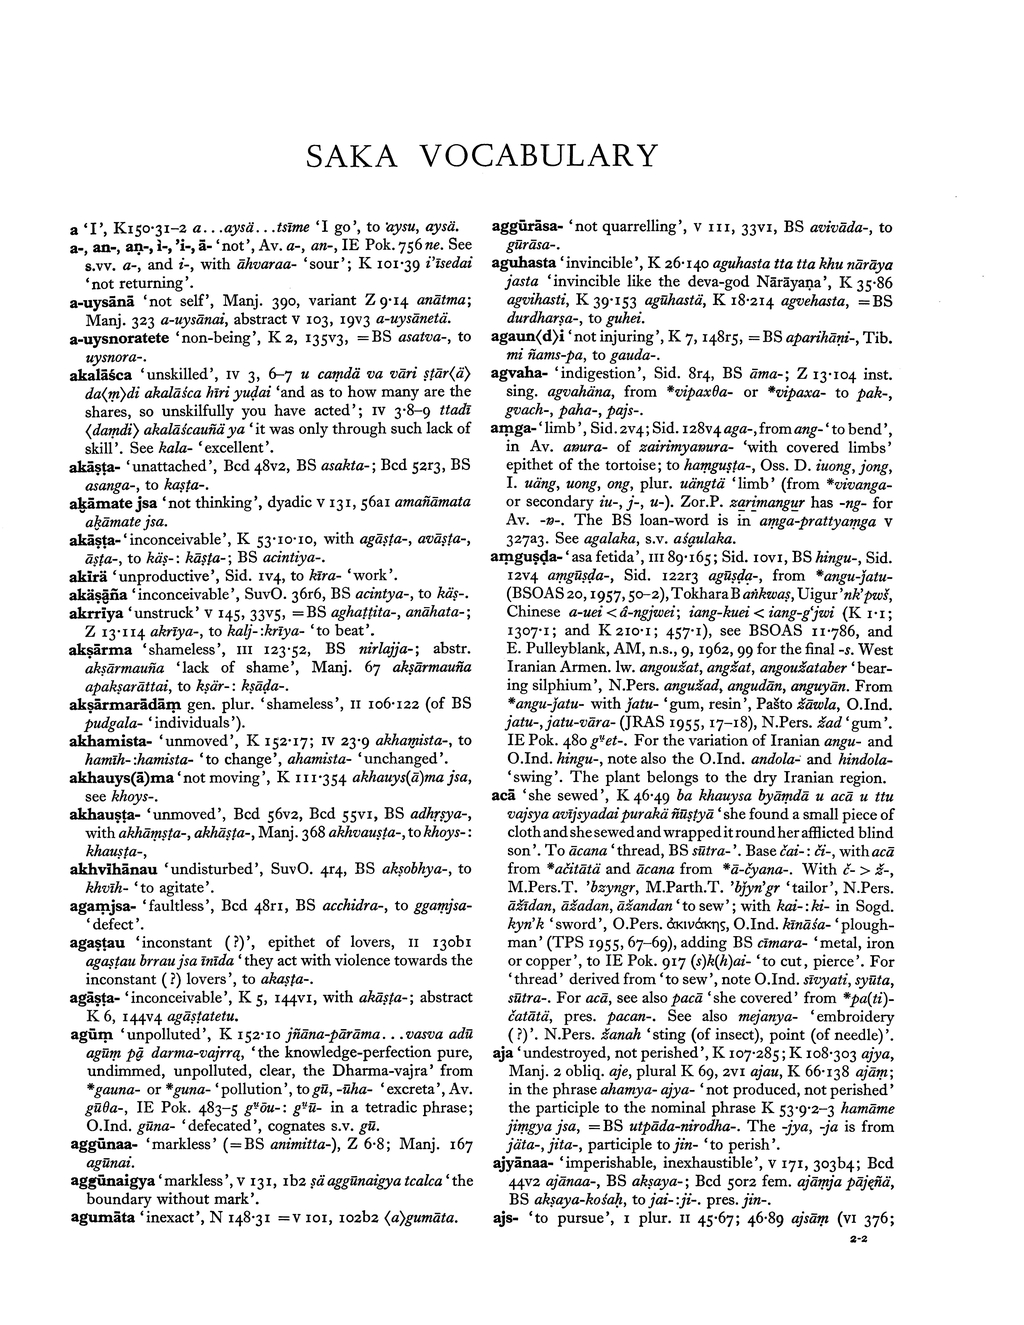 SAKA VOCABULARY
a ‘I’, K150·31–2 a...aysä...tsīme ‘I go’, to 'aysu, aysä.
a-, an-, aṇ-, i-, ’i-, ā- ‘not’, Av. a-, an-, IE Pok. 756 ne. See
s.vv. a-, and i-, with āhvaraa- ‘sour’; K 101·39 i’īsedai
‘not returning’.
a-uysānā ‘not self’, Manj. 390, variant Z 9·14 anātma;
Manj. 323 a-uysānai, abstract V 103, 19v3 a-uysānetä.
a-uysnoratete ‘non-being’, K 2, 135v3, =BS asatva-, to
uysnora-.
akalāśca ‘unskilled’, IV 3, 6–7 u caṃdä va vāri ṣṭār⟨ä⟩
da⟨ṃ⟩di akalāśca hīri yuḍai ‘and as to how many are the
shares, so unskilfully you have acted’; IV 3·8–9 ttadī
⟨daṃdi⟩ akalāścauñä ya ‘it was only through such lack of
skill’. See kala- ‘excellent’.
akāṣṭa- ‘unattached’, Bcd 48v2, BS asakta-; Bcd 52r3, BS
asanga-, to kaṣṭa-.
aḵāmate jsa ‘not thinking’, dyadic V 131, 56a1 amañāmata
aḵāmate jsa.
akāṣṭa- ‘inconceivable’, K 53·10·10, with agāṣṭa-, avāṣṭa-,
āṣṭa-, to käṣ-: kāṣṭa-; BS acintiya-.
akīrä ‘unproductive’, Sid. 1v4, to kīra- ‘work’.
akäṣāña ‘inconceivable’, SuvO. 36r6, BS acintya-, to käṣ-.
akrrīya ‘unstruck’ V 145, 33v5, =BS aghaṭṭita-, anāhata-;
Z 13·114 akrīya-, to kalj-:krīya- ‘to beat’.
akṣārma ‘shameless’, III 123·52, BS nirlajja-; abstr.
akṣārmauña ‘lack of shame’, Manj. 67 akṣārmauña
apakṣarāttai, to kṣär-: kṣāḍa-.
akṣārmarādāṃ gen. plur. ‘shameless’, II 106·122 (of BS
pudgala- ‘individuals’).
akhamista- ‘unmoved’, K 152·17; IV 23·9 akhaṃista-, to
hamīh-:hamista- ‘to change’, ahamista- ‘unchanged’.
akhauys(ā)ma ‘not moving’, K 111·354 akhauys(ā)ma jsa,
see khoys-.
akhauṣṭa- ‘unmoved’, Bcd 56v2, Bcd 55v1, BS adhṛṣya-,
with akhāṃṣṭa-, akhāṣṭa-, Manj. 368 akhvauṣṭa-, to khoys-:
khauṣṭa-,
akhvīhānau ‘undisturbed’, SuvO. 4r4, BS akṣobhya-, to
khvīh- ‘to agitate’.
agaṃjsa- ‘faultless’, Bcd 48r1, BS acchidra-, to ggaṃjsa-
‘defect’.
agaṣṭau ‘inconstant (?)’, epithet of lovers, II 130b1
agaṣṭau brrau jsa īnīda ‘they act with violence towards the
inconstant (?) lovers’, to akaṣṭa-.
agāṣṭa- ‘inconceivable’, K 5, 144v1, with akāṣṭa-; abstract
K 6, 144v4 agāṣṭatetu.
agūṃ ‘unpolluted’, K 152·10 jñāna-pārāma...vasva adū
agūṃ pą̄ darma-vajrrą, ‘the knowledge-perfection pure,
undimmed, unpolluted, clear, the Dharma-vajra’ from
*gauna- or *guna- ‘pollution’, to gū, -ūha- ‘excreta’, Av.
gūθa-, IE Pok. 483–5 gᵘ̯ōu-: gᵘ̯ū- in a tetradic phrase;
O.Ind. gūna- ‘defecated’, cognates s.v. gū.
aggūnaa- ‘markless’ (=BS animitta-), Z 6·8; Manj. 167
agūnai.
aggūnaigya ‘markless’, V 131, 1b2 ṣä aggūnaigya tcalca ‘the
boundary without mark’.
agumāta ‘inexact’, N 148·31 =V 101, 102b2 ⟨a⟩gumāta.
aggūrāsa- ‘not quarrelling’, V 111, 33v1, BS avivāda-, to
gūrāsa-.
aguhasta ‘invincible’, K 26·140 aguhasta tta tta khu nārāya
jasta ‘invincible like the deva-god Nārāyaṇa’, K 35·86
agvihasti, K 39·153 agūhastä, K 18·214 agvehasta, =BS
durdharṣa-, to guhei.
agaun⟨d⟩i ‘not injuring’, K 7, 148r5, =BS aparihāṇi-, Tib.
mi ñams-pa, to gauda-.
agvaha- ‘indigestion’, Sid. 8r4, BS āma-; Z 13·104 inst.
sing. agvahäna, from *vipaxθa- or *vipaxa- to pak-,
gvach-, paha-, pajs-.
aṃga- ‘limb’, Sid. 2v4; Sid. 128v4 aga-, from ang- ‘to bend’,
in Av. aŋura- of zairimyaŋura- ‘with covered limbs’
epithet of the tortoise; to haṃguṣṭa-, Oss. D. iuong, jong,
I. uäng, uong, ong, plur. uängtä ‘limb’ (from *vivanga-
or secondary iu-, j-, u-). Zor.P. zarimangur has -ng- for
Av. -ŋ-. The BS loan-word is in aṃga-prattyaṃga V
327a3. See agalaka, s.v. aśgulaka.
aṃguṣḍa- ‘asa fetida’, III 89·165; Sid. 10v1, BS hingu-, Sid.
12v4 aṃgūṣḍa-, Sid. 122r3 agūṣḍa-, from *angu-ǰatu-
(BSOAS 20, 1957, 50–2), Tokhara B aṅkwaṣ, Uigur ’nk’pwš,
Chinese a-uei < â-ngjwei; iang-kuei < iang-g’jwi (K 1·1;
1307·1; and K 210·1; 457·1), see BSOAS 11·786, and
E. Pulleyblank, AM, n.s., 9, 1962, 99 for the final -s. West
Iranian Armen. lw. angoužat, angžat, angoužataber ‘bear-
ing silphium’, N.Pers. angužad, angudān, anguyān. From
*angu-jatu- with jatu- ‘gum, resin’, Pašto žāwla, O.Ind.
jatu-, jatu-vāra- (JRAS 1955, 17–18), N.Pers. žad ‘gum’.
IE Pok. 480 gᵘ̯et-. For the variation of Iranian angu- and
O.Ind. hingu-, note also the O.Ind. andola- and hindola-
‘swing’. The plant belongs to the dry Iranian region.
acā ‘she sewed’, K 46·49 ba khauysa byāṃdā u acā u ttu
vajsya avījsyadai purakä ñūṣṭyā ‘she found a small piece of
cloth and she sewed and wrapped it round her afflicted blind
son’. To ācana ‘thread, BS sūtra-’. Base čai-: či-, with acā
from *ačitātā and ācana from *ā-čyana-. With č- > ž-,
M.Pers.T. ’bzyngr, M.Parth.T. ’bǰyn’gr ‘tailor’, N.Pers.
āžīdan, āžadan, āžandan ‘to sew’; with kai-: ki- in Sogd.
kyn’k ‘sword’, O.Pers. ἀκινάκης, O.Ind. kīnāśa- ‘plough-
man’ (TPS 1955, 67–69), adding BS cīmara- ‘metal, iron
or copper’, to IE Pok. 917 (s)k(h)ai- ‘to cut, pierce’. For
‘thread’ derived from ‘to sew’, note O.Ind. sīvyati, syūta,
sūtra-. For acā, see also pacā ‘she covered’ from *pa(ti)-
čatātā, pres. pacan-. See also mejanya- ‘embroidery
(?)’. N.Pers. žanah ‘sting (of insect), point (of needle)’.
aja ‘undestroyed, not perished’, K 107·285; K 108·303 ajya,
Manj. 2 obliq. aje, plural K 69, 2v1 ajau, K 66·138 ajāṃ;
in the phrase ahamya- ajya- ‘not produced, not perished’
the participle to the nominal phrase K 53·9·2–3 hamāme
jiṃgya jsa, =BS utpāda-nirodha-. The -jya, -ja is from
jäta-, jita-, participle to jin- ‘to perish’.
ajyānaa- ‘imperishable, inexhaustible’, V 171, 303b4; Bcd
44v2 ajānaa-, BS akṣaya-; Bcd 50r2 fem. ajāṃja pājęñä,
BS akṣaya-kośaḥ, to jai-:ji-. pres. jin-.
ajs- ‘to pursue’, 1 plur. II 45·67; 46·89 ajsāṃ (VI 376;
2-2